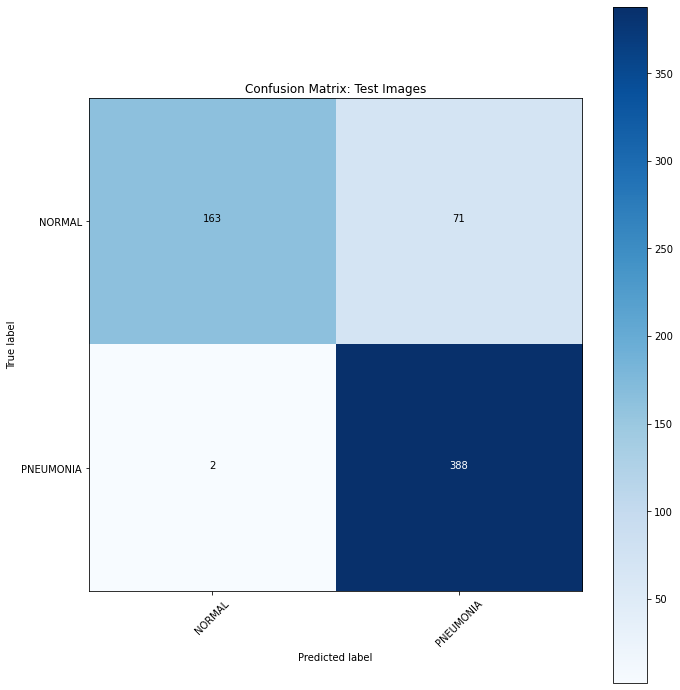 Confusion Matrix: Test Images
True label
NORMAL
163
71
PNEUMONIA
2
388
NORMAL
PNEUMONIA
Predicted label
350
300
250
200
150
100
50